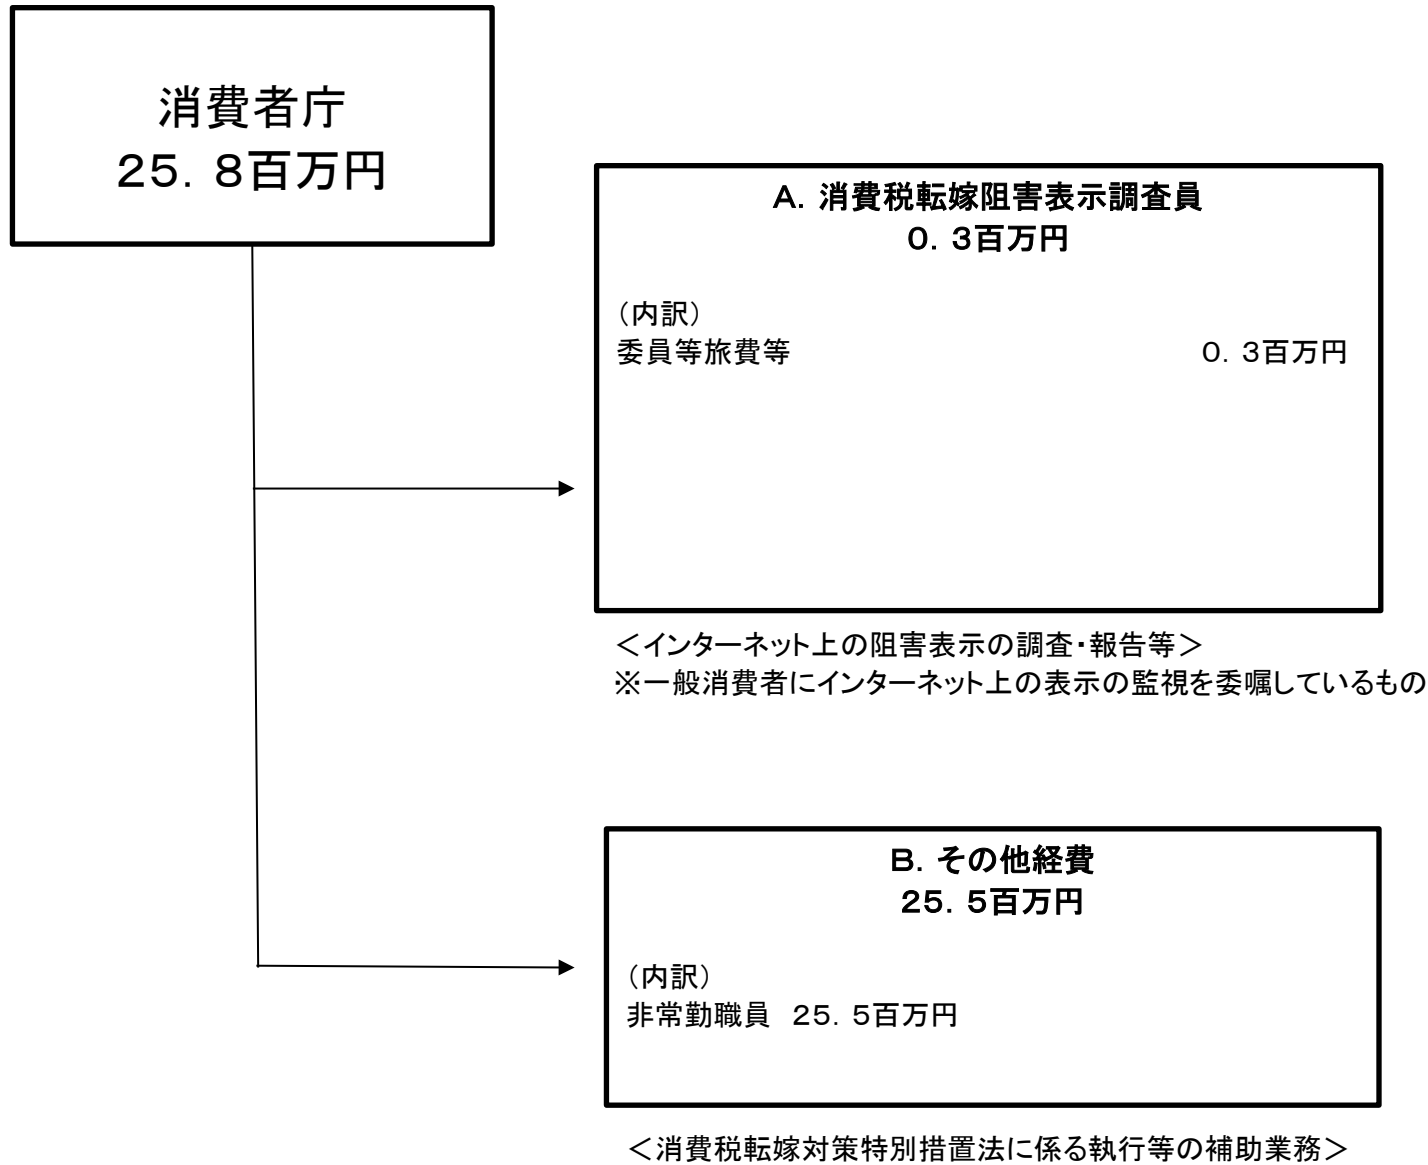 消費者庁
２５．８百万円
A．消費税転嫁阻害表示調査員
０．３百万円
（内訳）
委員等旅費等　０．３百万円
＜インターネット上の阻害表示の調査・報告等＞
※一般消費者にインターネット上の表示の監視を委嘱しているもの
B．その他経費
２５．５百万円
（内訳）
非常勤職員　２５．５百万円
＜消費税転嫁対策特別措置法に係る執行等の補助業務＞